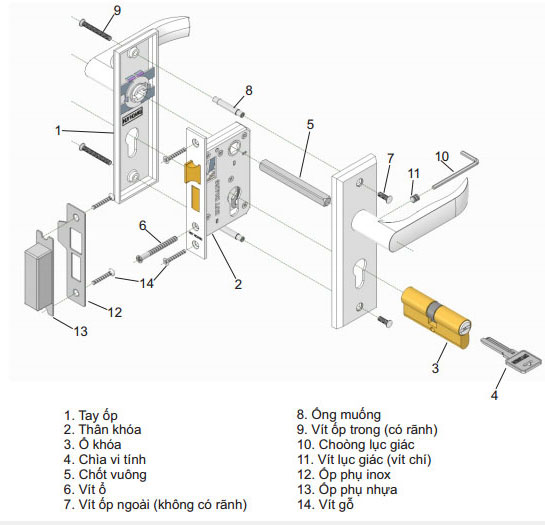 9
8
1
5
7
10
11
6
14
2
12
13
3
4
1. Tay ốp
2. Thân khóa
3. Ổ khóa
4. Chìa vi tính
5. Chốt vuông
6. Vít ổ
7. Vít ốp ngoài (không có rãnh)
8. Ống muống
9. Vít ốp trong (có rãnh)
10. Choòng lục giác
11. Vít lục giác (vít chí)
12. Ốp phụ inox
13. Ốp phụ nhựa
14. Vít gỗ